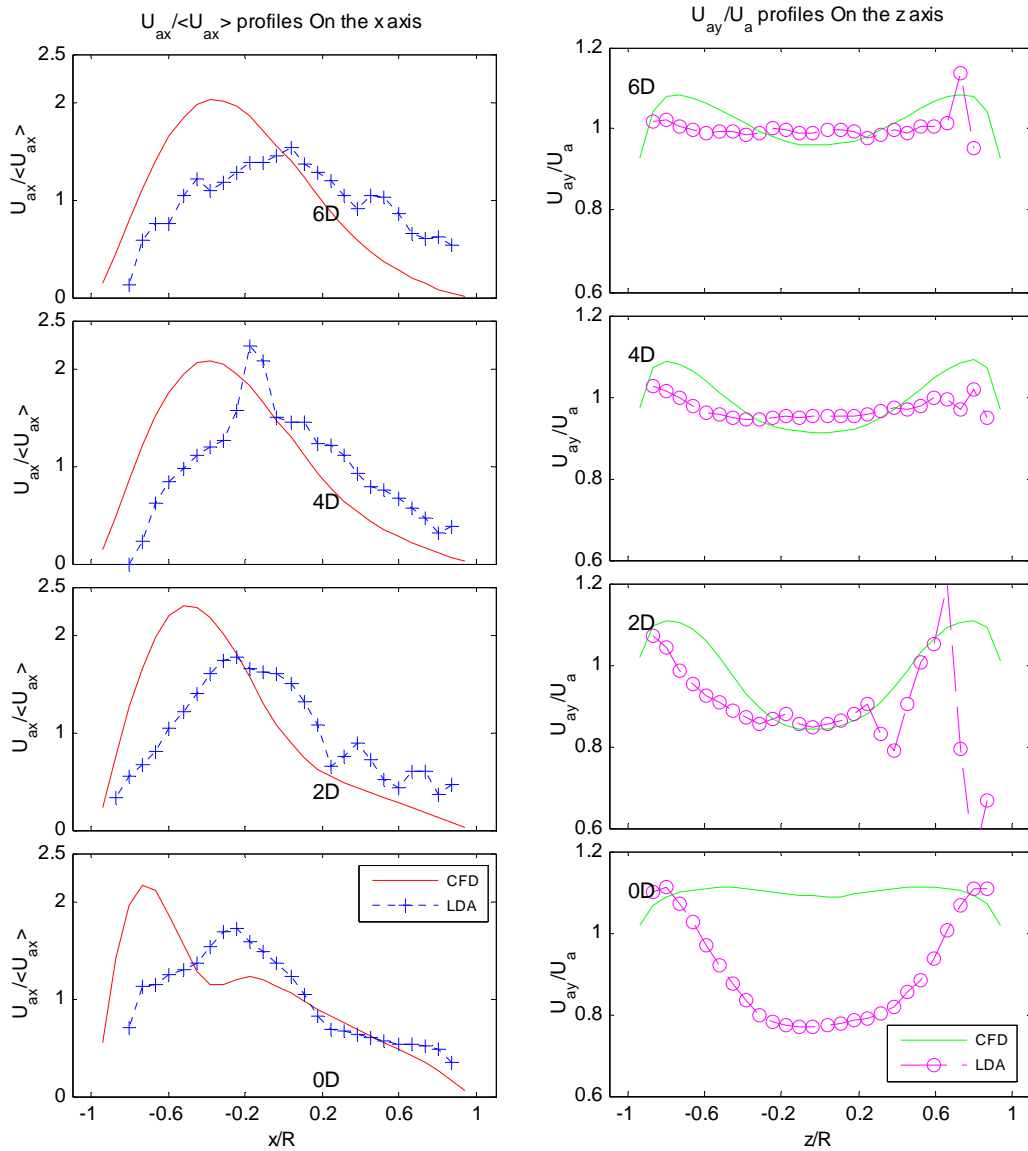 U_ax/<U_ax> profiles On the x axis
2.5
2
1
0
U_ax/<U_ax>
6D
2.5
2
1
0
U_ax/<U_ax>
4D
2.5
2
1
0
U_ax/<U_ax>
2D
2.5
2
1
0
U_ax/<U_ax>
CFD
LDA
0D
-1 -0.6 -0.2 0.2 0.6 1
x/R
U_ay/U_a profiles On the z axis
1.2
1
0.8
0.6
U_ay/U_a
6D
1.2
1
0.8
0.6
U_ay/U_a
4D
1.2
1
0.8
0.6
U_ay/U_a
2D
1.2
1
0.8
0.6
U_ay/U_a
0D
CFD
LDA
-1 -0.6 -0.2 0.2 0.6 1
z/R